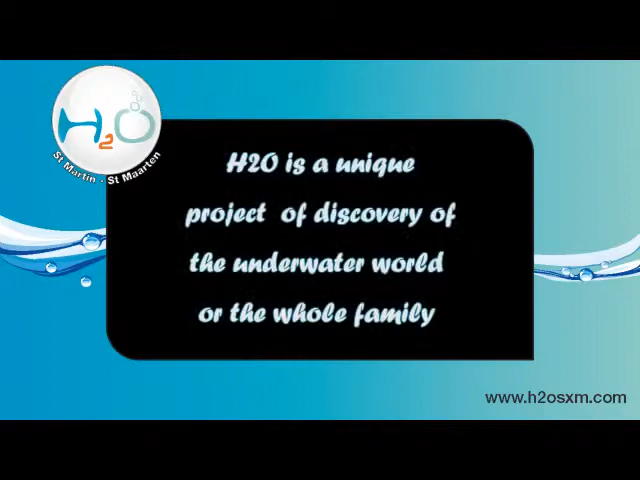 H2O
St Martin - St Maarten
H2O is a unique
project of discovery of
the underwater world
or the whole family
www.h2osxm.com